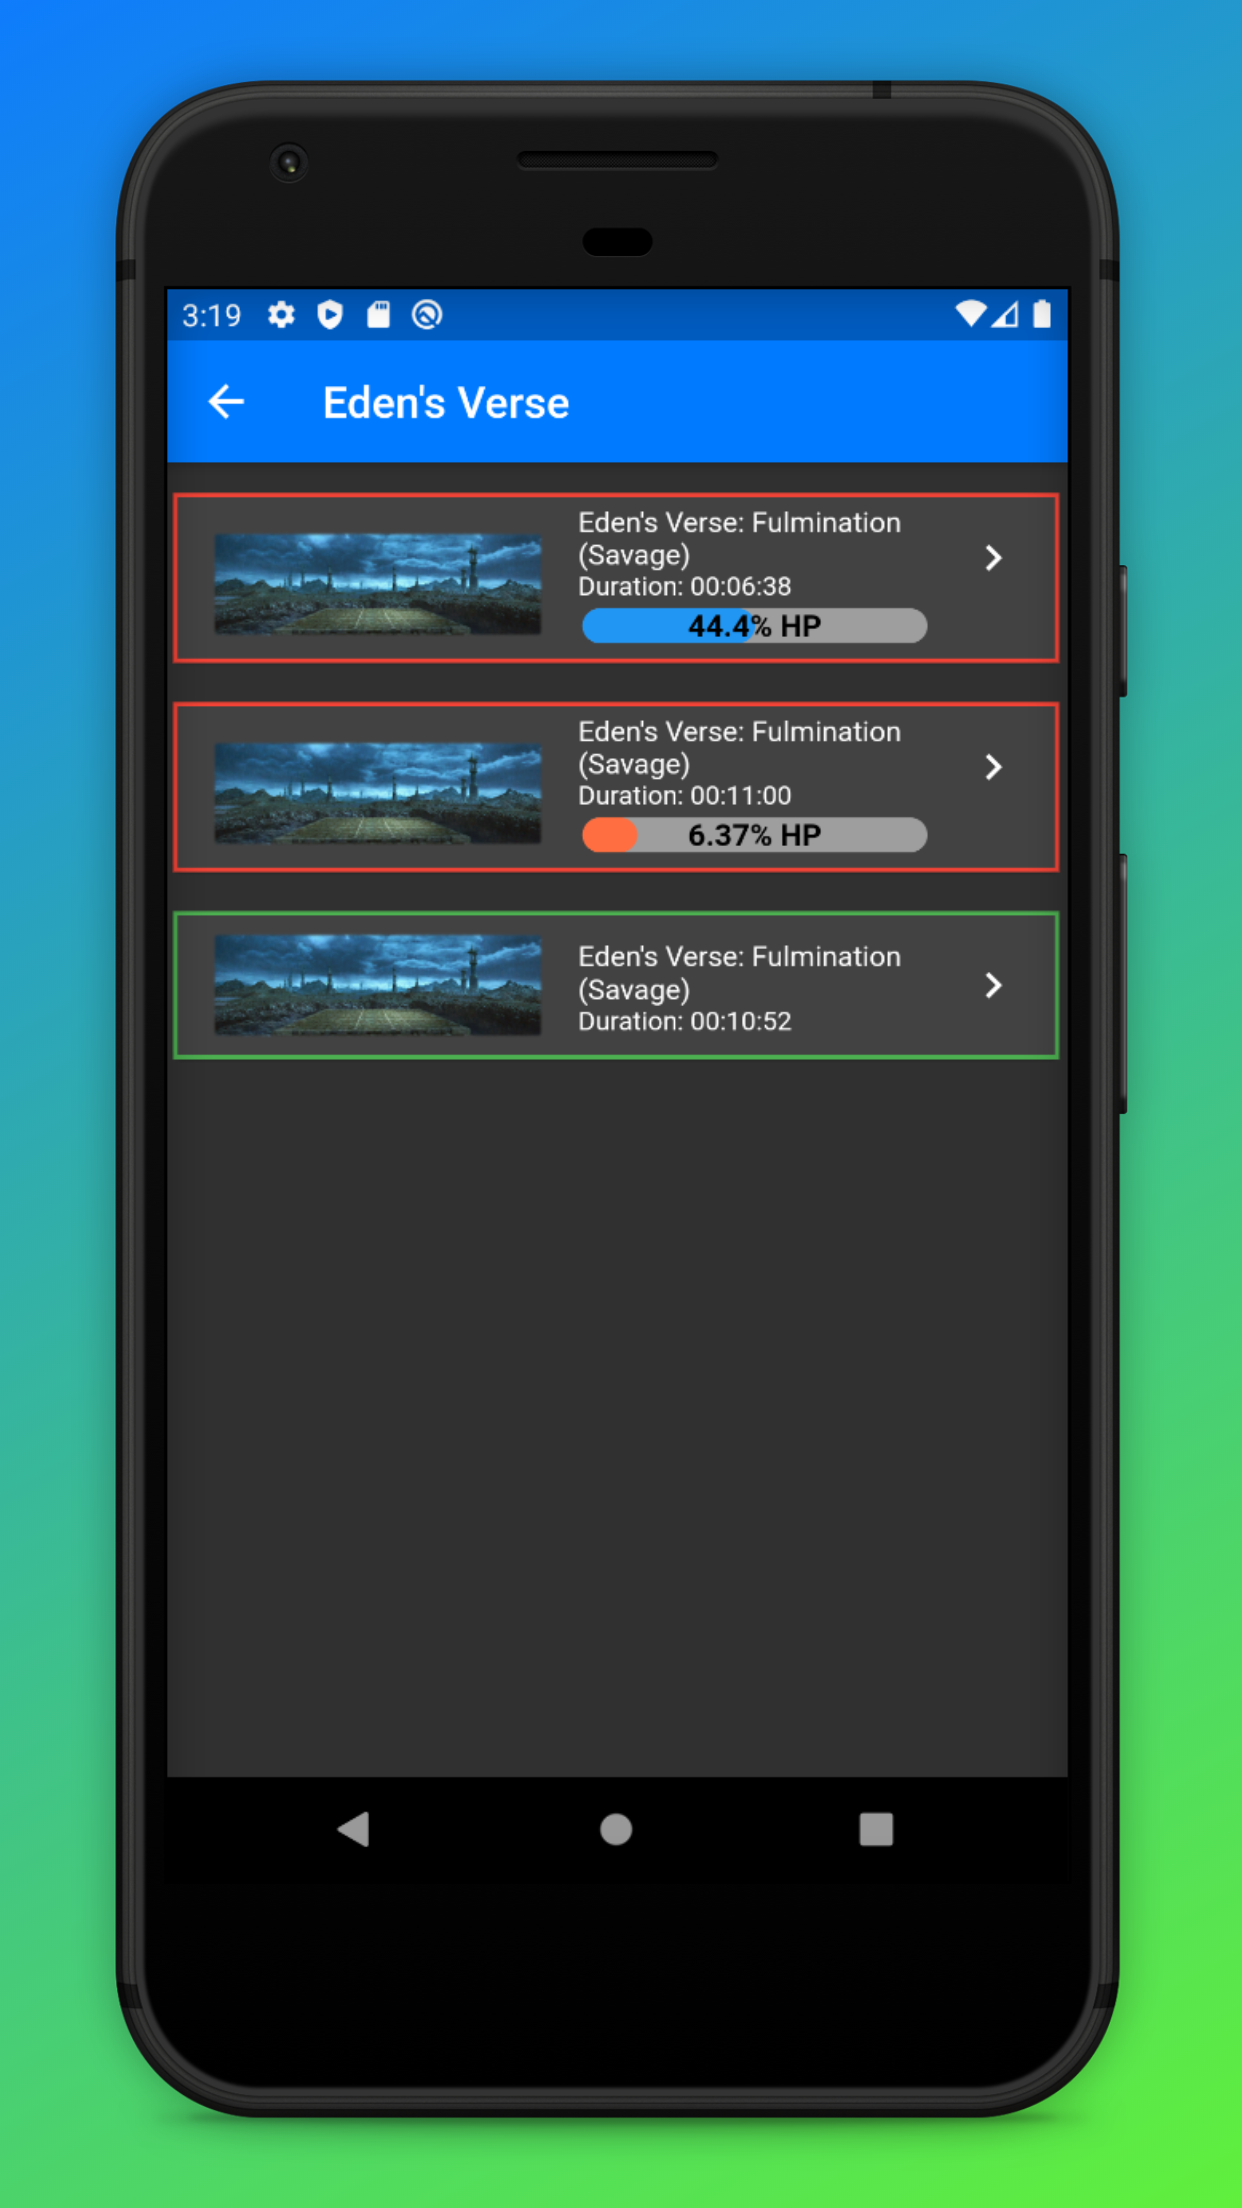 3:19
Eden's Verse
Eden's Verse: Fulmination
(Savage)
Duration: 00:06:38
44.4% HP
Eden's Verse: Fulmination
(Savage)
Duration: 00:11:00
6.37% HP
Eden's Verse: Fulmination
(Savage)
Duration: 00:10:52